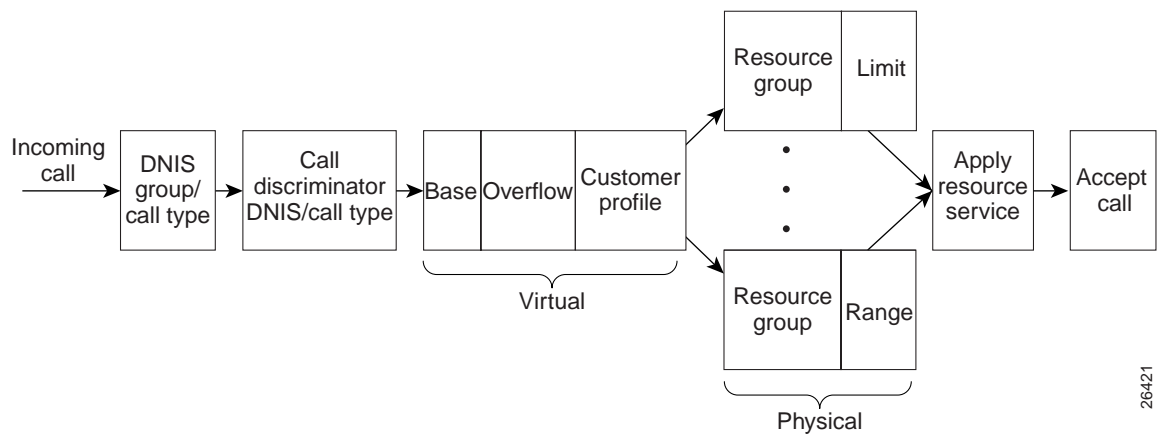 Incoming
call
DNIS
group/
call type
Call
discriminator
DNIS/call type
Base
Overflow
Customer
profile
Virtual
Resource
group
Limit
Resource
group
Range
Physical
Apply
resource
service
Accept
call
26421